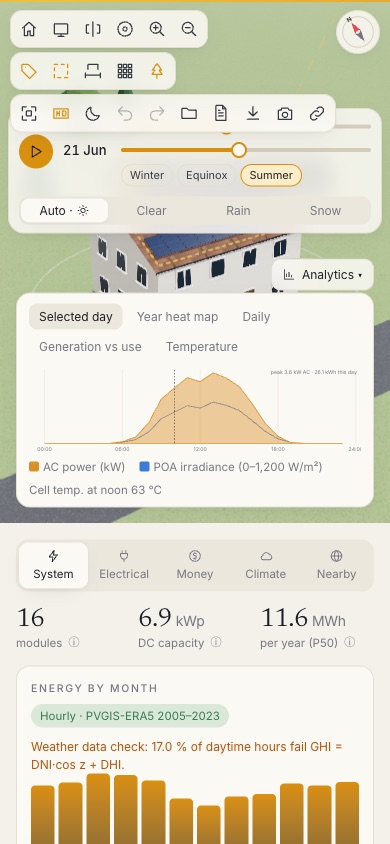 N
HD
21 Jun
Winter Equinox Summer
Auto · Clear Rain Snow
Analytics
Selected day Year heat map Daily
Generation vs use Temperature
peak 3.6 kW AC · 26.1 kWh this day
00:00 06:00 12:00 18:00 24:0
AC power (kW) POA irradiance (0–1,200 W/m²)
Cell temp. at noon 63 °C
System Electrical Money Climate Nearby
16 6.9 kWp 11.6 MWh
modules DC capacity per year (P50)
ENERGY BY MONTH
Hourly · PVGIS-ERA5 2005–2023
Weather data check: 17.0 % of daytime hours fail GHI =
DNI·cos z + DHI.